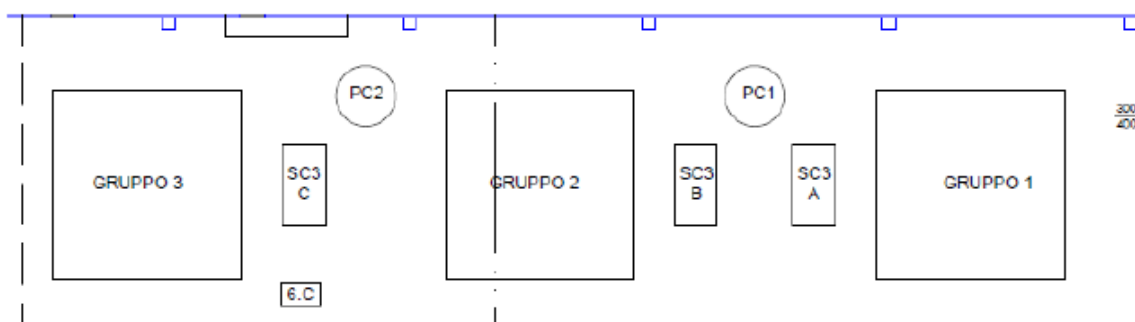 PC2
PC1
300
400
GRUPPO 3
SC3
C
GRUPPO 2
SC3
B
SC3
A
GRUPPO 1
6.C